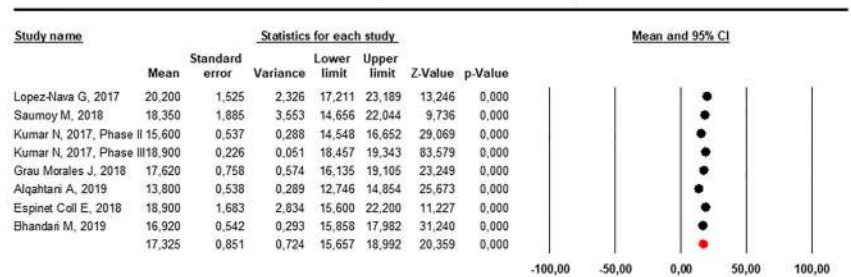 Study name Statistics for each study Mean and 95% CI
Standard Lower Upper
Mean error Variance limit limit Z-Value p-Value
Lopez-Nava G, 2017 20,200 1,525 2,326 17,211 23,189 13,246 0,000
Saumoy M, 2018 18,350 1,885 3,553 14,656 22,044 9,736 0,000
Kumar N, 2017, Phase II 15,600 0,537 0,288 14,548 16,652 29,069 0,000
Kumar N, 2017, Phase III 18,900 0,226 0,051 18,457 19,343 83,579 0,000
Grau Morales J, 2018 17,620 0,758 0,574 16,135 19,105 23,249 0,000
Alqahtani A, 2019 13,800 0,538 0,289 12,746 14,854 25,673 0,000
Espinet Coll E, 2018 18,900 1,683 2,834 15,600 22,200 11,227 0,000
Bhandari M, 2019 16,920 0,542 0,293 15,858 17,982 31,240 0,000
17,325 0,851 0,724 15,657 18,992 20,359 0,000
-100,00 -50,00 0,00 50,00 100,00